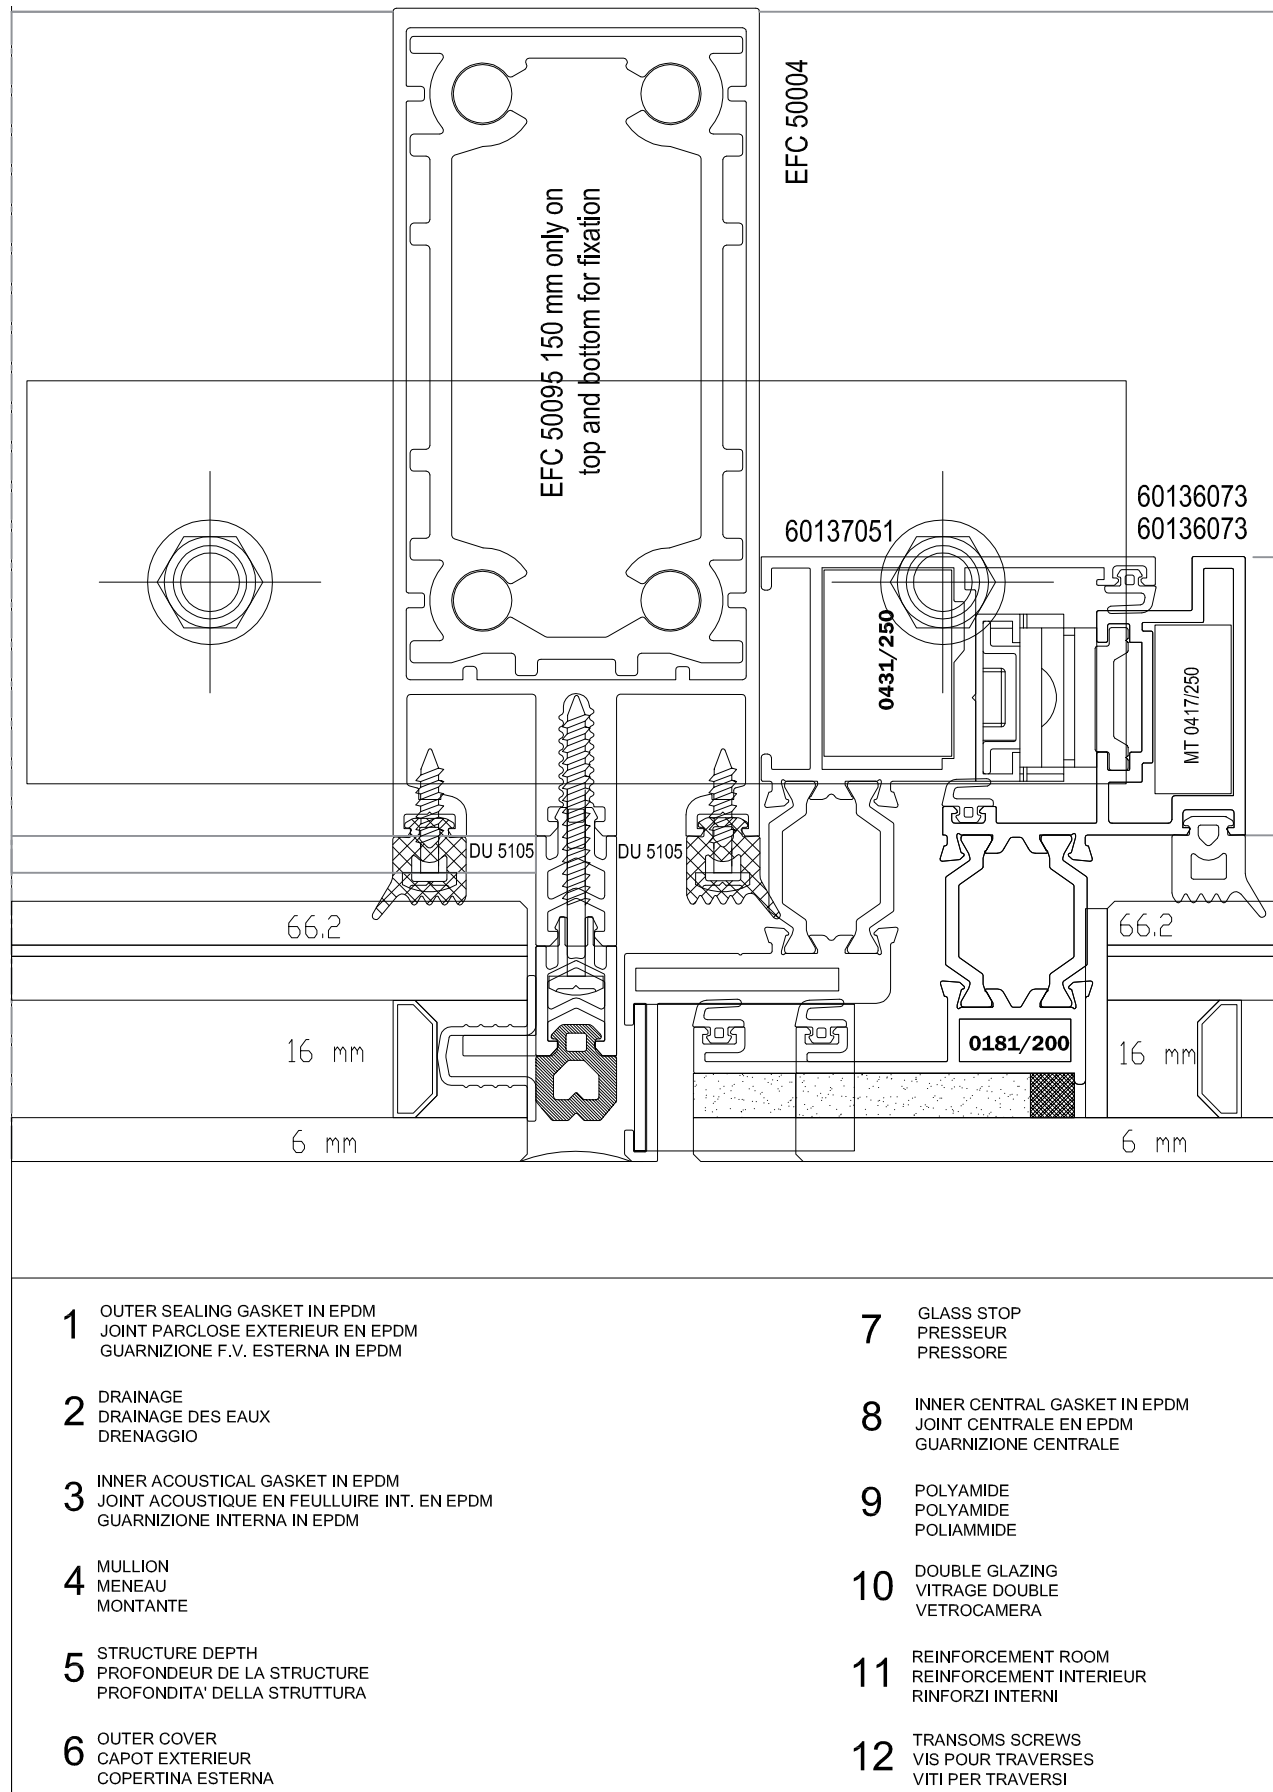 EFC 50004
EFC 50095 150 mm only on
top and bottom for fixation
60136073
60136073
60137051
0431/250
MT 0417/250
DU 5105
DU 5105
66.2
66.2
16 mm
0181/200
16 mm
6 mm
6 mm
1
OUTER SEALING GASKET IN EPDM
JOINT PARCLOSE EXTERIEUR EN EPDM
GUARNIZIONE F.V. ESTERNA IN EPDM
2
DRAINAGE
DRAINAGE DES EAUX
DRENAGGIO
3
INNER ACOUSTICAL GASKET IN EPDM
JOINT ACOUSTIQUE EN FEULLUIRE INT. EN EPDM
GUARNIZIONE INTERNA IN EPDM
4
MULLION
MENEAU
MONTANTE
5
STRUCTURE DEPTH
PROFONDEUR DE LA STRUCTURE
PROFONDITA' DELLA STRUTTURA
6
OUTER COVER
CAPOT EXTERIEUR
COPERTINA ESTERNA
7
GLASS STOP
PRESSEUR
PRESSORE
8
INNER CENTRAL GASKET IN EPDM
JOINT CENTRALE EN EPDM
GUARNIZIONE CENTRALE
9
POLYAMIDE
POLYAMIDE
POLIAMMIDE
10
DOUBLE GLAZING
VITRAGE DOUBLE
VETROCAMERA
11
REINFORCEMENT ROOM
REINFORCEMENT INTERIEUR
RINFORZI INTERNI
12
TRANSOMS SCREWS
VIS POUR TRAVERSES
VITI PER TRAVERSI